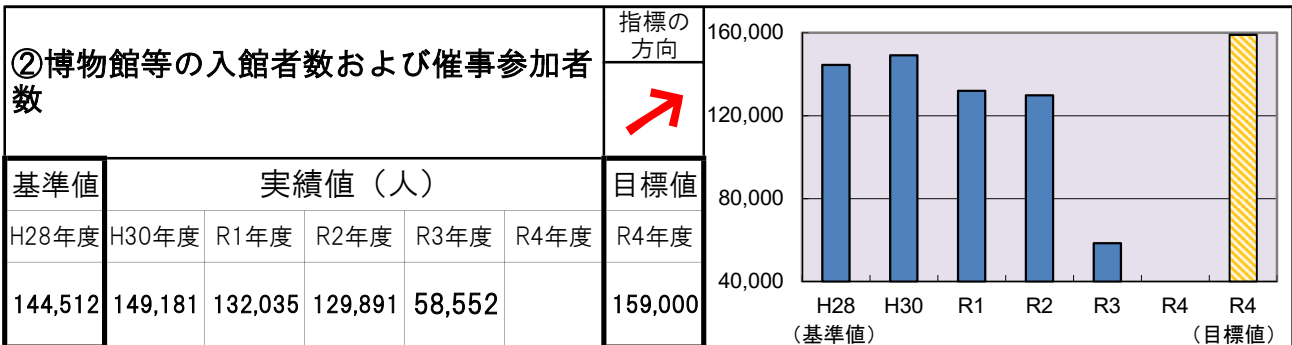 ②博物館等の入館者数および催事参加者
数
指標の
方向
基準値 実績値（人） 目標値
H28年度 H30年度 R1年度 R2年度 R3年度 R4年度 R4年度
144,512 149,181 132,035 129,891 58,552 159,000
160,000
120,000
80,000
40,000
H28 H30 R1 R2 R3 R4 R4
（基準値） （目標値）